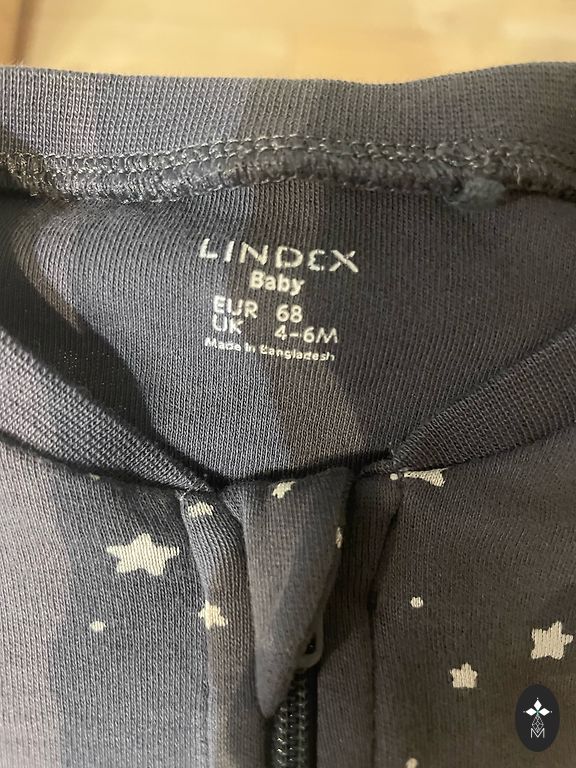 LINDEX
Baby
EUR 68
UK 4-6M
Made in Bangladesh
M